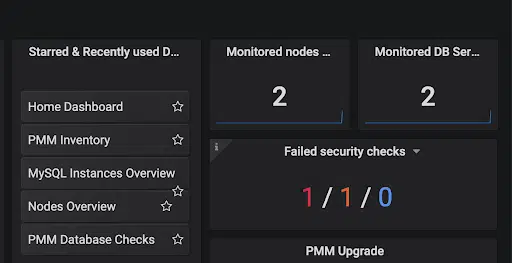 Starred & Recently used D...
Home Dashboard
PMM Inventory
MySQL Instances Overview
Nodes Overview
PMM Database Checks
Monitored nodes ...
2
Monitored DB Ser...
2
i
Failed security checks
1 / 1 / 0
PMM Upgrade